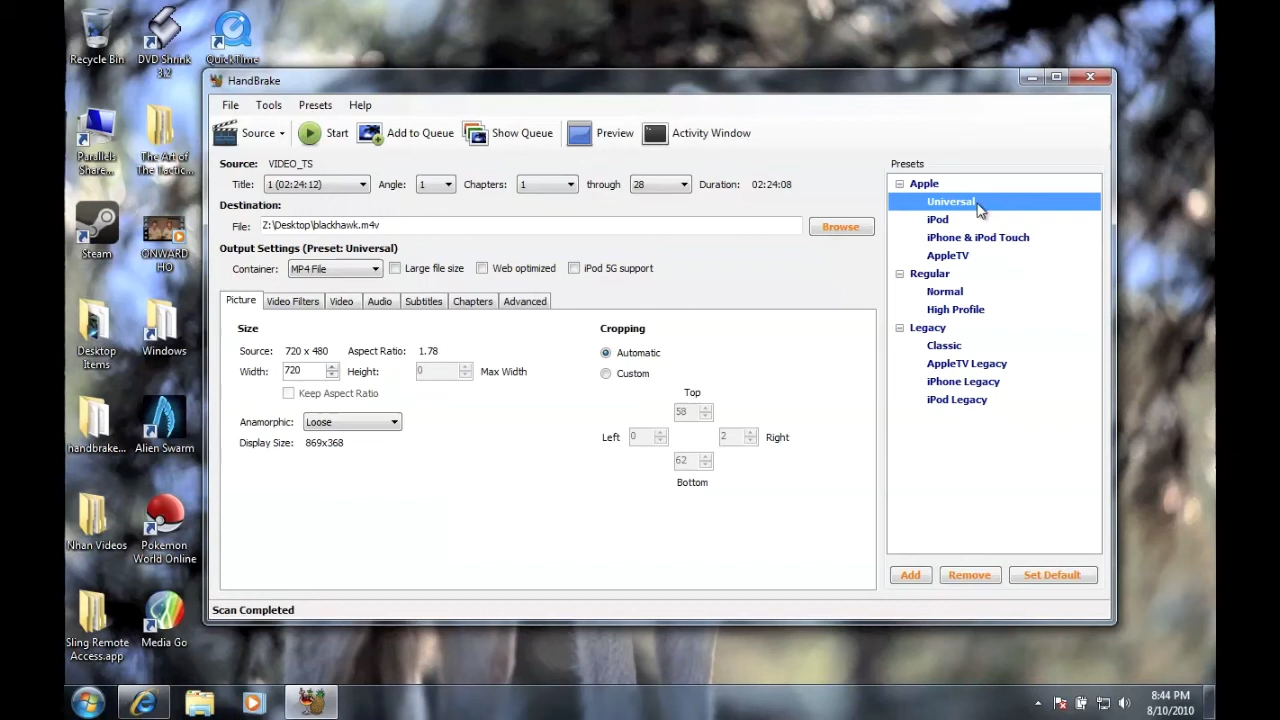 Recycle Bin
DVD Shrink
3.2
QuickTime
Parallels
Share...
The Art of
The Tactic...
Steam
ONWARD
HO
Desktop
Items
Windows
handbrake...
Alien Swarm
Nhan Videos
Pokemon
World Online
Sling Remote
Access.app
Media Go
HandBrake
File Tools Presets Help
Source Start Add to Queue Show Queue Preview Activity Window
Source: VIDEO_TS
Title: 1 (02:24:12) Angle: 1 Chapters: 1 through 28 Duration: 02:24:08
Destination:
File: Z:\Desktop\blackhawk.m4v Browse
Output Settings (Preset: Universal)
Container: MP4 File Large file size Web optimized iPod 5G support
Picture Video Filters Video Audio Subtitles Chapters Advanced
Size
Source: 720 x 480 Aspect Ratio: 1.78
Width: 720 Height: 0 Max Width
Keep Aspect Ratio
Anamorphic: Loose
Display Size: 869x368
Cropping
Automatic
Custom
Top
58
Left 0 2 Right
62
Bottom
Presets
Apple
Universal
iPod
iPhone & iPod Touch
AppleTV
Regular
Normal
High Profile
Legacy
Classic
AppleTV Legacy
iPhone Legacy
iPod Legacy
Add Remove Set Default
Scan Completed
8:44 PM
8/10/2010